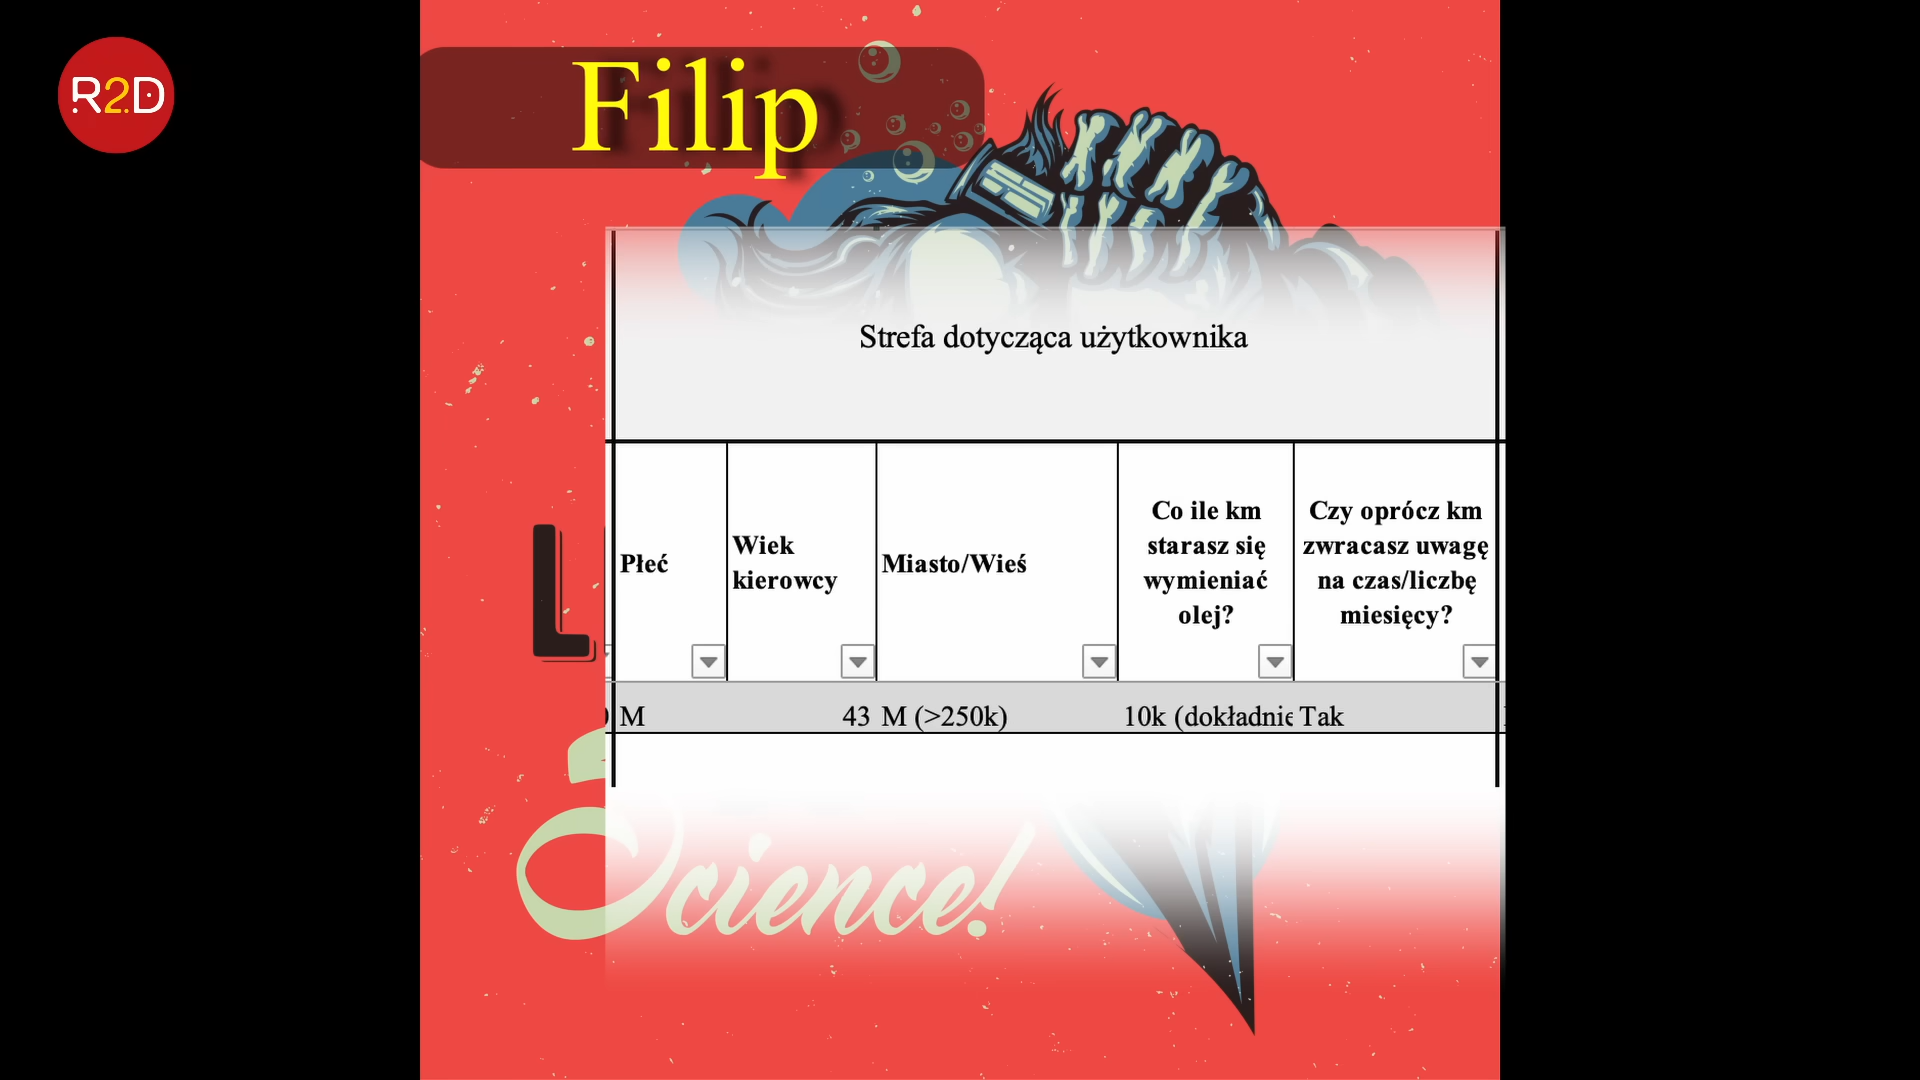 R2D
Filip
Strefa dotycząca użytkownika
Płeć
Wiek
kierowcy
Miasto/Wieś
Co ile km
starasz się
wymieniać
olej?
Czy oprócz km
zwracasz uwagę
na czas/liczbę
miesięcy?
M
43
M (>250k)
10k (dokładnie
Tak
L
Science!